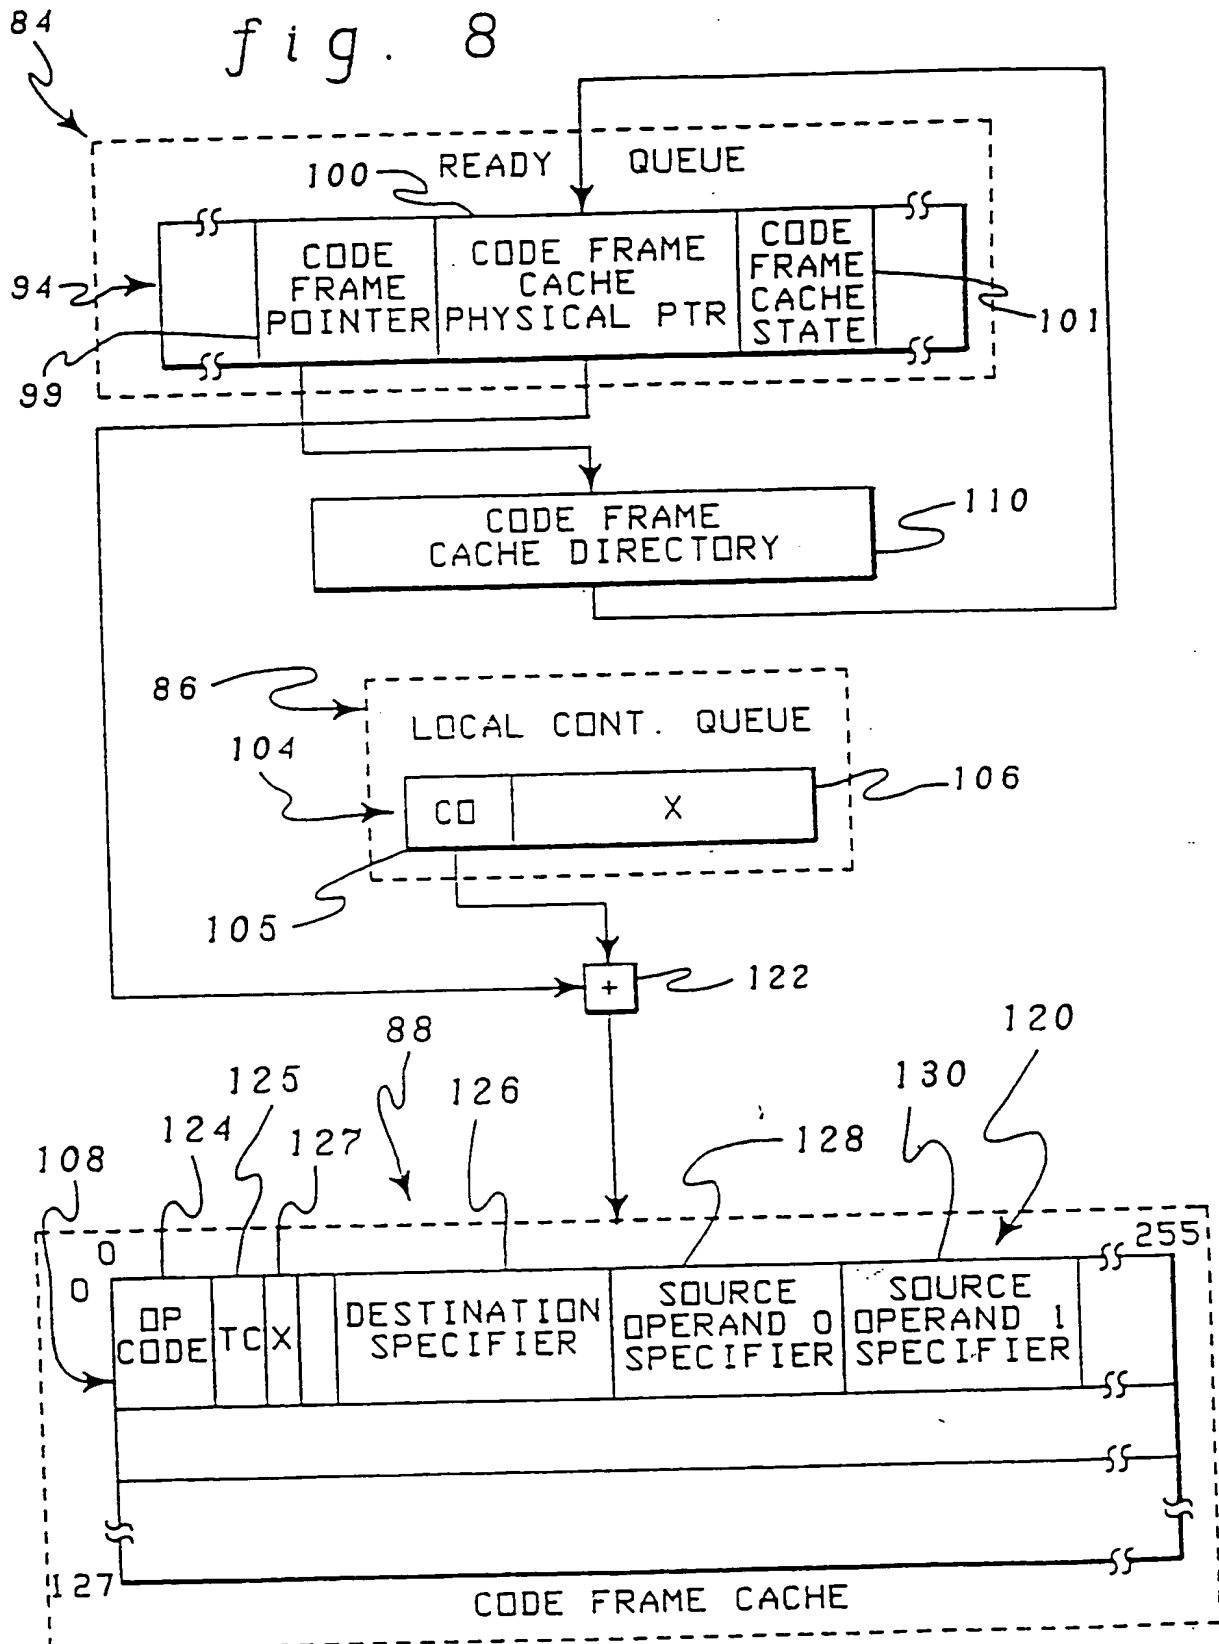 84
fig. 8
READY QUEUE
100
94
CODE FRAME POINTER
CODE FRAME CACHE PHYSICAL PTR
CODE FRAME CACHE STATE
101
99
CODE FRAME CACHE DIRECTORY
110
86
LOCAL CONT. QUEUE
104
CO
X
106
105
+
122
88
120
125
126
130
124
127
128
108
0
255
0
OP CODE
TC
X
DESTINATION SPECIFIER
SOURCE OPERAND 0 SPECIFIER
SOURCE OPERAND 1 SPECIFIER
127
CODE FRAME CACHE